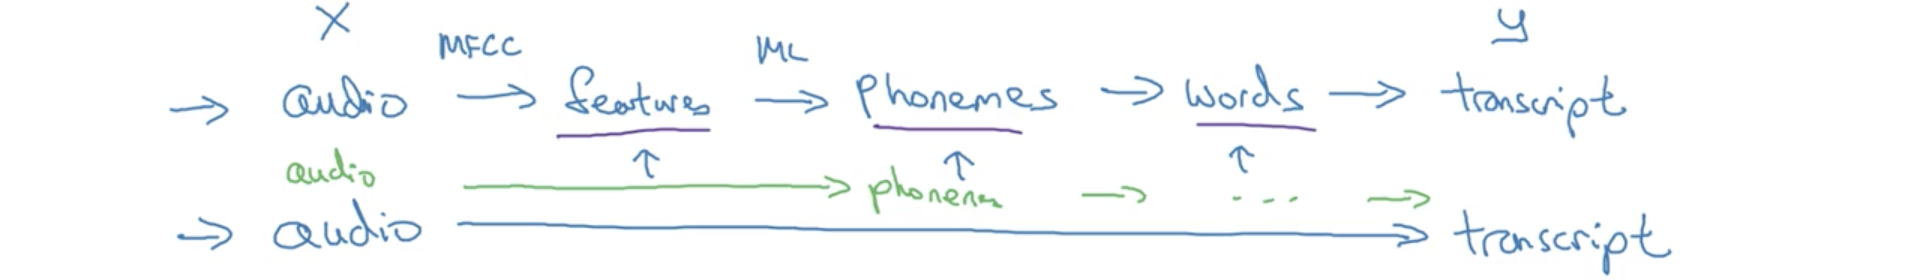 X y
MFCC ML
→ audio → features → phonemes → words → transcript
↑ ↑ ↑
audio → phonemes → ... →
→ audio → transcript